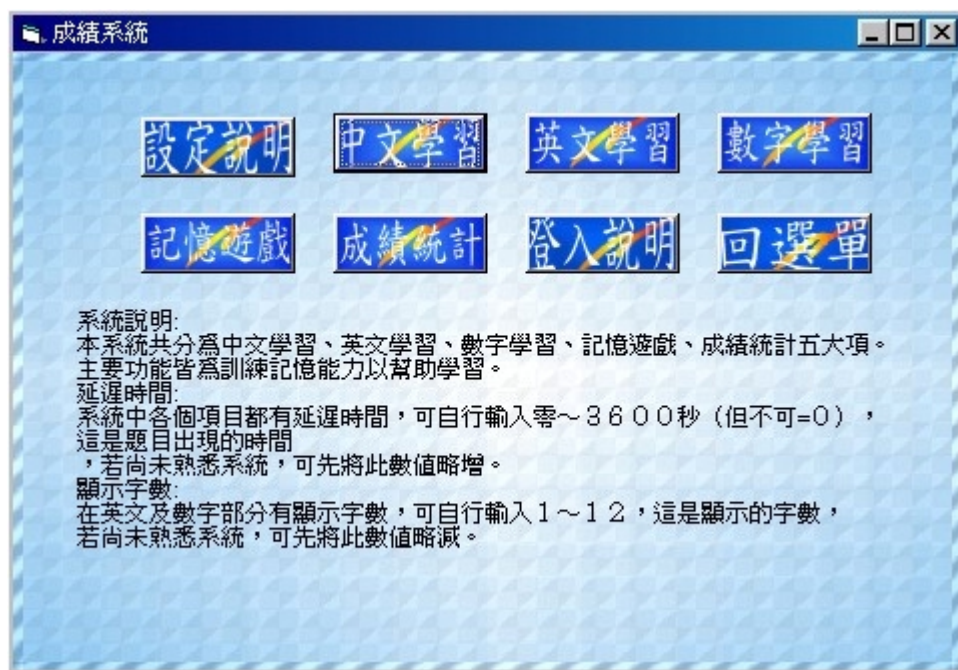 成績系統
設定說明 中文學習 英文學習 數字學習
記憶遊戲 成績統計 登入說明 回選單
系統說明:
本系統共分為中文學習、英文學習、數字學習、記憶遊戲、成績統計五大項。
主要功能皆為訓練記憶能力以幫助學習。
延遲時間:
系統中各個項目都有延遲時間，可自行輸入零～３６００秒（但不可=0），
這是題目出現的時間
，若尚未熟悉系統，可先將此數值略增。
顯示字數:
在英文及數字部分有顯示字數，可自行輸入１～１２，這是顯示的字數，
若尚未熟悉系統，可先將此數值略減。